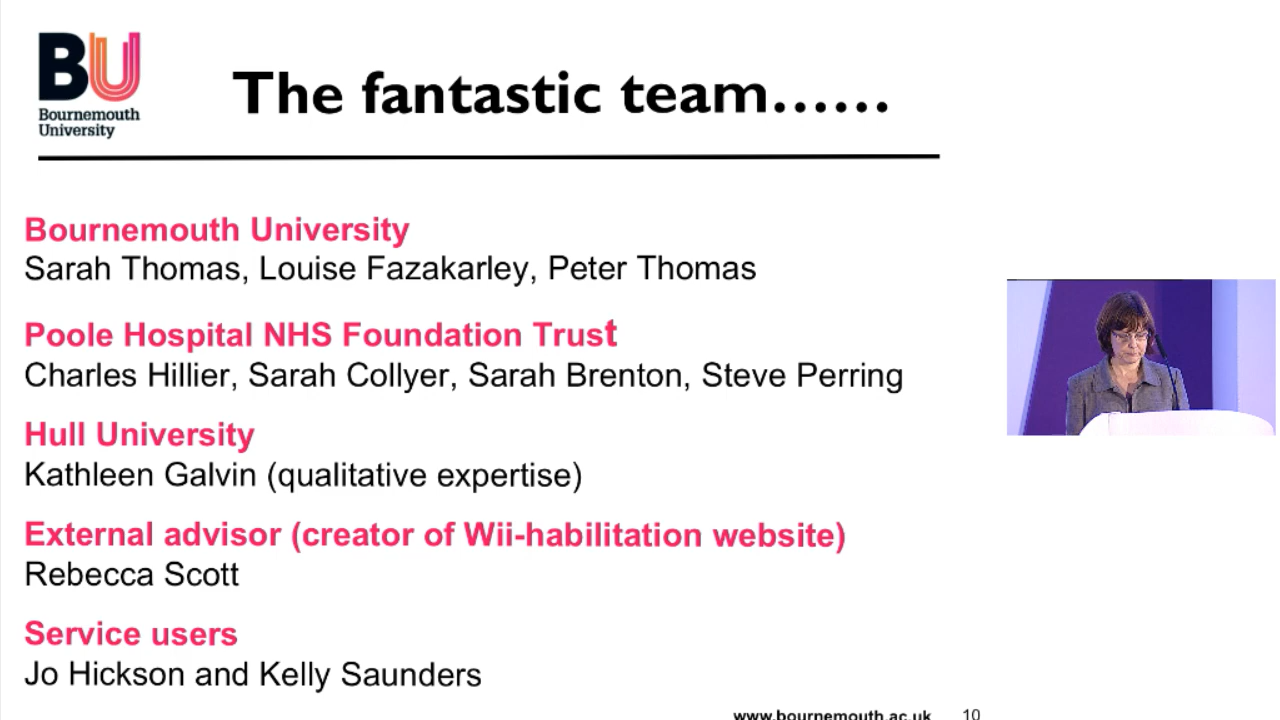 BU
Bournemouth
University
The fantastic team......
Bournemouth University
Sarah Thomas, Louise Fazakarley, Peter Thomas
Poole Hospital NHS Foundation Trust
Charles Hillier, Sarah Collyer, Sarah Brenton, Steve Perring
Hull University
Kathleen Galvin (qualitative expertise)
External advisor (creator of Wii-habilitation website)
Rebecca Scott
Service users
Jo Hickson and Kelly Saunders
www.bournemouth.ac.uk 10